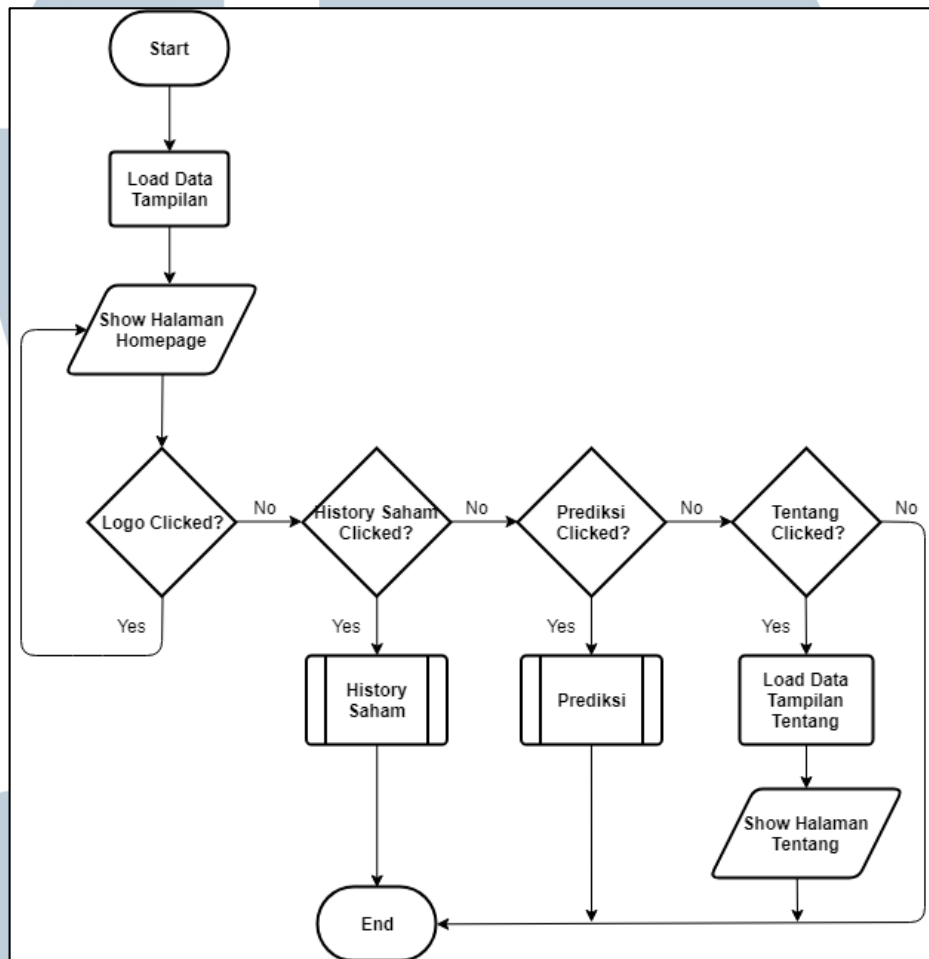 Start
Load Data
Tampilan
Show Halaman
Homepage
Logo Clicked?
No
History Saham
Clicked?
No
Prediksi
Clicked?
No
Tentang
Clicked?
No
Yes
Yes
Yes
Yes
History
Saham
Prediksi
Load Data
Tampilan
Tentang
Show Halaman
Tentang
End